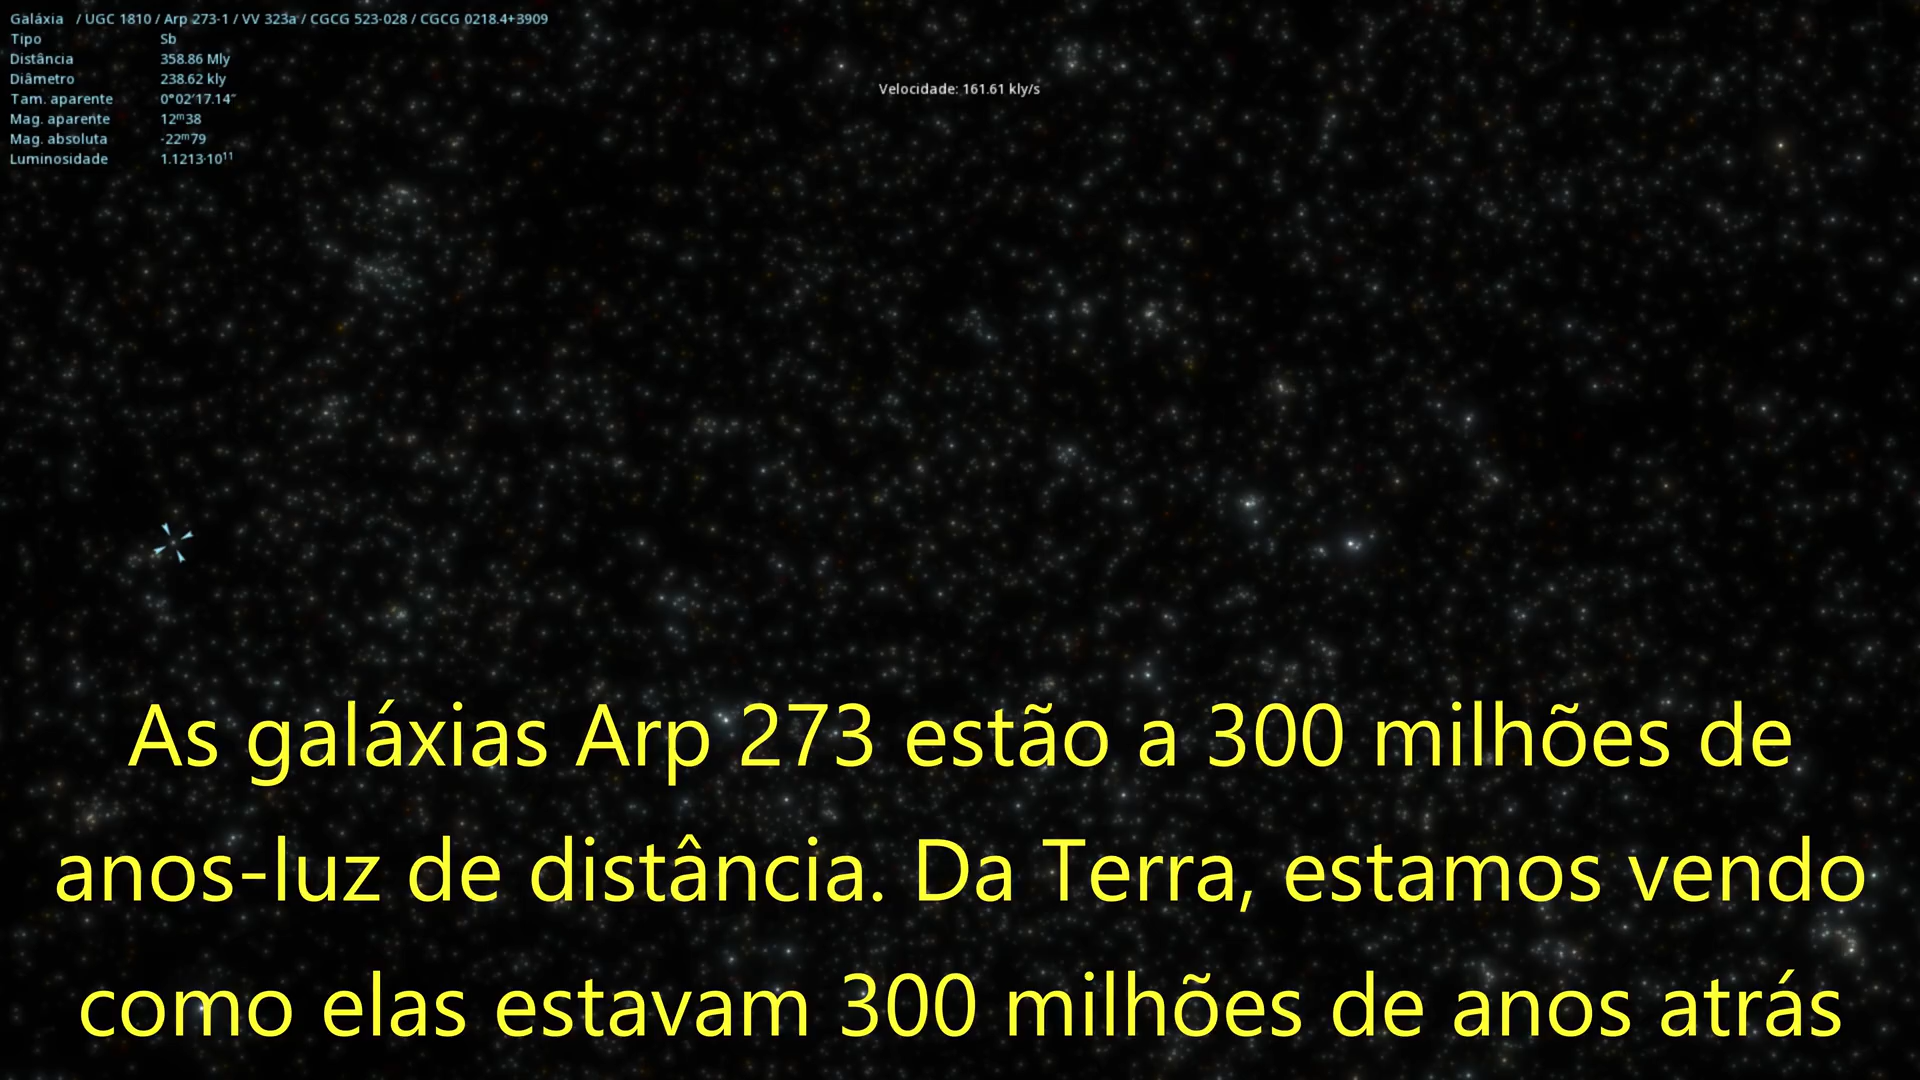 Galáxia / UGC 1810 / Arp 273-1 / VV 323a / CGCG 523-028 / CGCG 0218.4+3909
Tipo Sb
Distância 358.86 Mly
Diâmetro 238.62 kly
Tam. aparente 0°02′17.14″
Mag. aparente 12ᵐ38
Mag. absoluta -22ᵐ79
Luminosidade 1.1213·10¹¹
Velocidade: 161.61 kly/s
As galáxias Arp 273 estão a 300 milhões de
anos-luz de distância. Da Terra, estamos vendo
como elas estavam 300 milhões de anos atrás